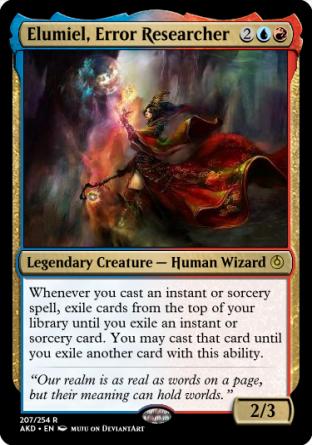 Elumiel, Error Researcher 2
Legendary Creature — Human Wizard
Whenever you cast an instant or sorcery
spell, exile cards from the top of your
library until you exile an instant or
sorcery card. You may cast that card until
you exile another card with this ability.
“Our realm is as real as words on a page,
but their meaning can hold worlds.”
2/3
207/254 R
AKD • EN MUJU ON DEVIANTART